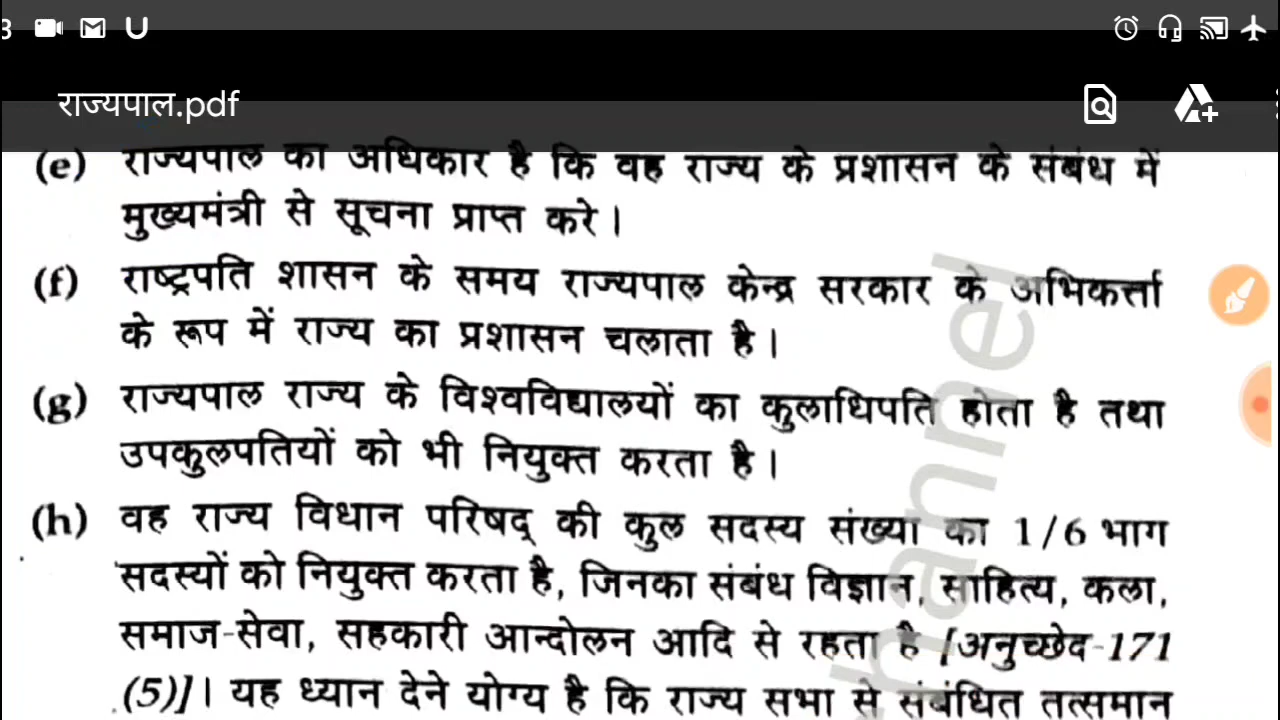 3
राज्यपाल.pdf
(e) राज्यपाल का अधिकार है कि वह राज्य के प्रशासन के संबंध में
मुख्यमंत्री से सूचना प्राप्त करे।
(f) राष्ट्रपति शासन के समय राज्यपाल केन्द्र सरकार के अभिकर्त्ता
के रूप में राज्य का प्रशासन चलाता है।
(g) राज्यपाल राज्य के विश्वविद्यालयों का कुलाधिपति होता है तथा
उपकुलपतियों को भी नियुक्त करता है।
(h) वह राज्य विधान परिषद् की कुल सदस्य संख्या का 1/6 भाग
सदस्यों को नियुक्त करता है, जिनका संबंध विज्ञान, साहित्य, कला,
समाज-सेवा, सहकारी आन्दोलन आदि से रहता है [अनुच्छेद-171
(5)]। यह ध्यान देने योग्य है कि राज्य सभा से संबंधित तत्समान
hannel